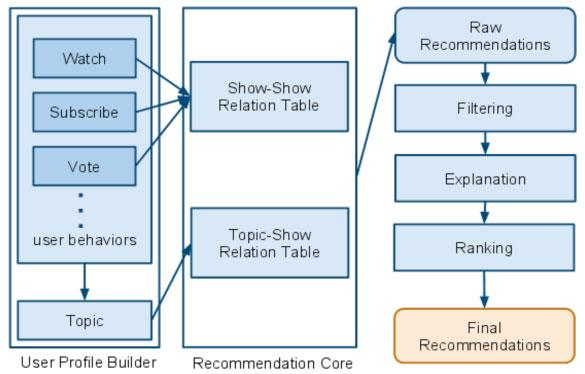 Watch
Subscribe
Vote
user behaviors
Topic
User Profile Builder
Show-Show
Relation Table
Topic-Show
Relation Table
Recommendation Core
Raw
Recommendations
Filtering
Explanation
Ranking
Final
Recommendations